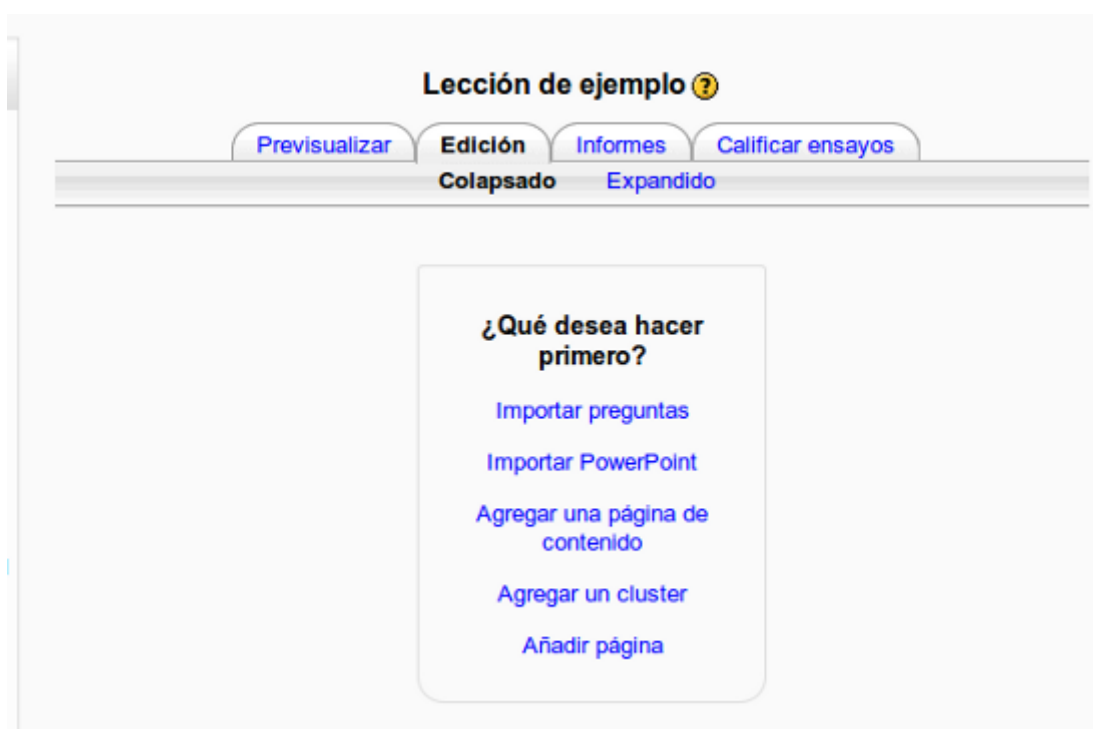 Lección de ejemplo ?
Previsualizar Edición Informes Calificar ensayos
Colapsado Expandido
¿Qué desea hacer
primero?
Importar preguntas
Importar PowerPoint
Agregar una página de
contenido
Agregar un cluster
Añadir página